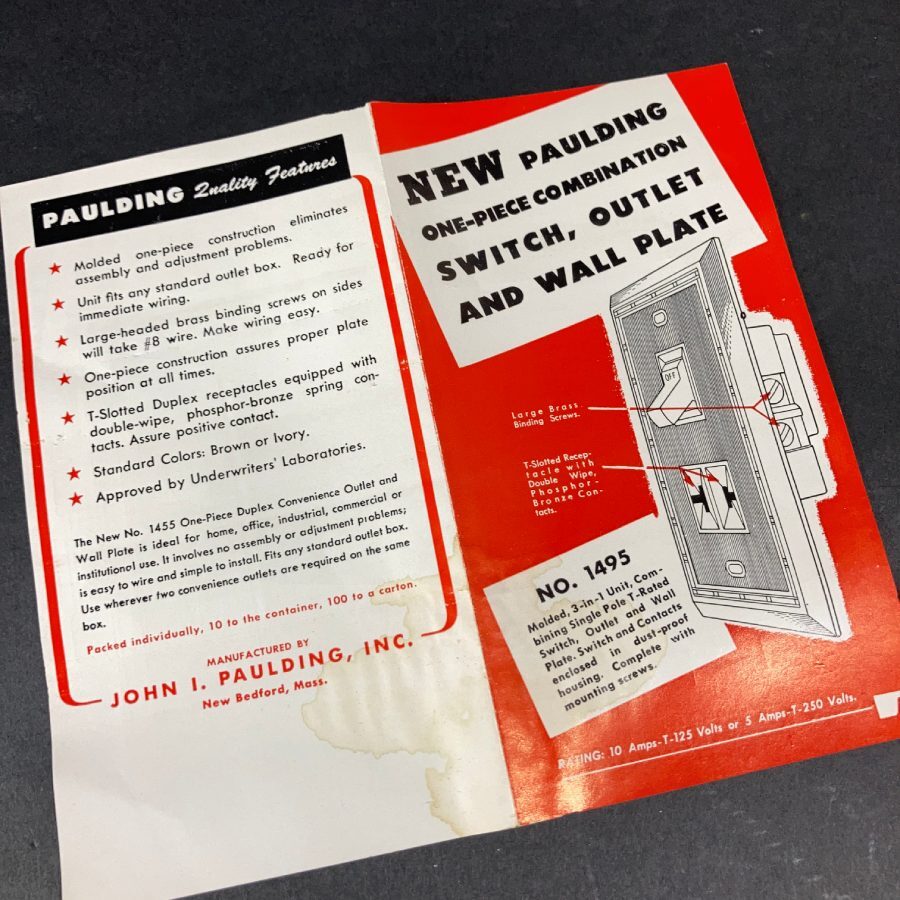 PAULDING Quality Features
★ Molded one-piece construction eliminates
assembly and adjustment problems.
★ Unit fits any standard outlet box. Ready for
immediate wiring.
★ Large-headed brass binding screws on sides
will take #8 wire. Make wiring easy.
★ One-piece construction assures proper plate
position at all times.
★ T-Slotted Duplex receptacles equipped with
double-wipe, phosphor-bronze spring con-
tacts. Assure positive contact.
★ Standard Colors: Brown or Ivory.
★ Approved by Underwriters' Laboratories.
The New No. 1455 One-Piece Duplex Convenience Outlet and
Wall Plate is ideal for home, office, industrial, commercial or
institutional use. It involves no assembly or adjustment problems;
is easy to wire and simple to install. Fits any standard outlet box.
Use wherever two convenience outlets are required on the same
box.
Packed individually, 10 to the container, 100 to a carton.
MANUFACTURED BY
JOHN I. PAULDING, INC.
New Bedford, Mass.
NEW PAULDING
ONE-PIECE COMBINATION
SWITCH, OUTLET
AND WALL PLATE
OFF
Large Brass
Binding Screws.
T-Slotted Recep-
tacle with
Double Wipe,
Phosphor-
Bronze Con-
tacts.
NO. 1495
Molded, 3-in-1 Unit, Com-
bining Single Pole T-Rated
Switch, Outlet and Wall
Plate. Switch and Contacts
enclosed in dust-proof
housing. Complete with
mounting screws.
RATING: 10 Amps-T-125 Volts or 5 Amps-T-250 Volts.